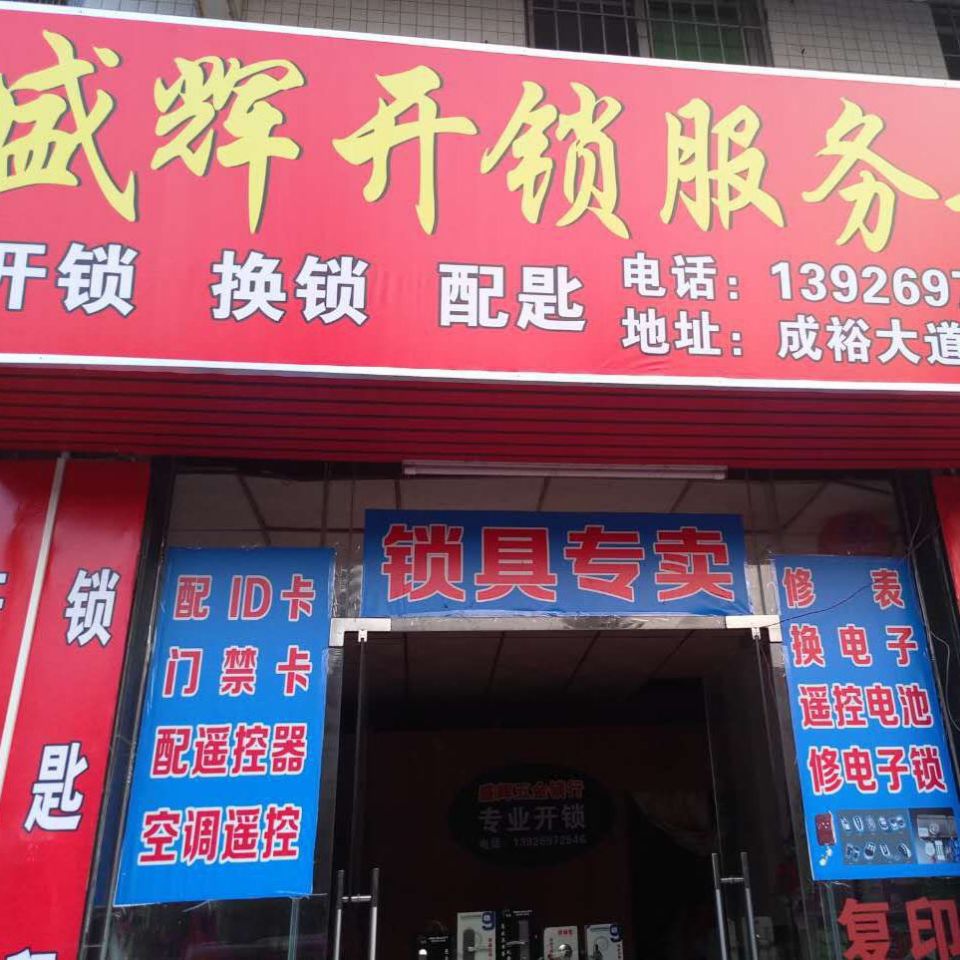 盛辉开锁服务
开锁 换锁 配匙
电话：1392697
地址：成裕大道
锁具专卖
配ID卡
门禁卡
配遥控器
空调遥控
修表
换电子
遥控电池
修电子锁
锁
匙
专业开锁
电话 13926972546
复印